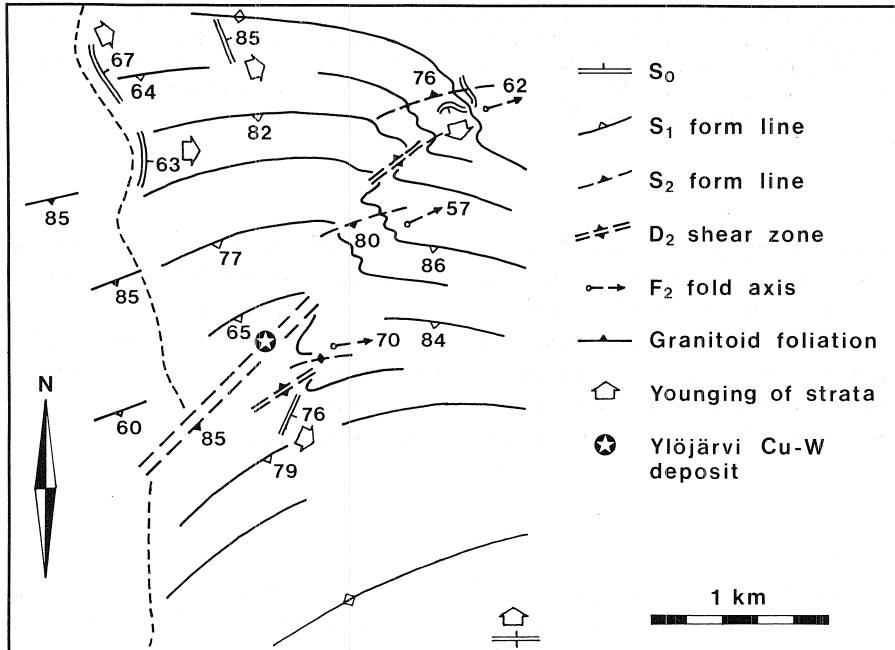 67
85
64
82
76
62
63
85
57
80
86
77
85
65
70
84
60
85
76
79
N
S₀
S₁ form line
S₂ form line
D₂ shear zone
F₂ fold axis
Granitoid foliation
Younging of strata
Ylöjärvi Cu-W
deposit
1 km